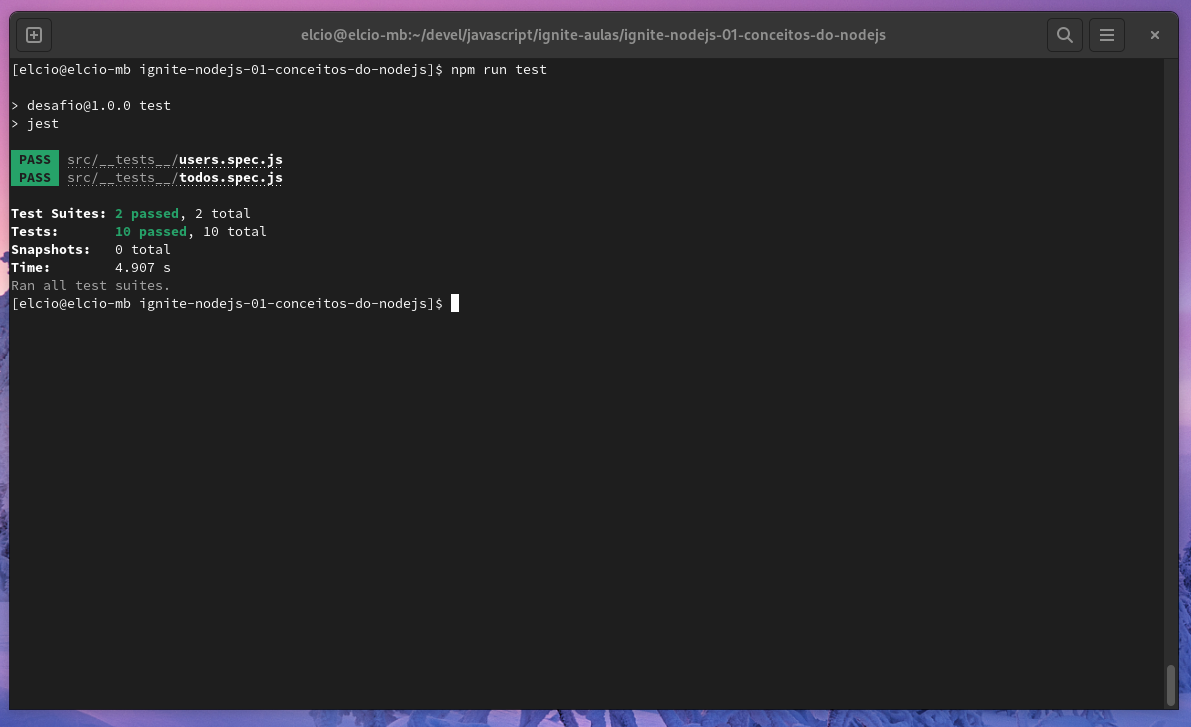 elcio@elcio-mb:~/devel/javascript/ignite-aulas/ignite-nodejs-01-conceitos-do-nodejs
[elcio@elcio-mb ignite-nodejs-01-conceitos-do-nodejs]$ npm run test
> desafio@1.0.0 test
> jest
PASS src/__tests__/users.spec.js
PASS src/__tests__/todos.spec.js
Test Suites: 2 passed, 2 total
Tests:       10 passed, 10 total
Snapshots:   0 total
Time:        4.907 s
Ran all test suites.
[elcio@elcio-mb ignite-nodejs-01-conceitos-do-nodejs]$